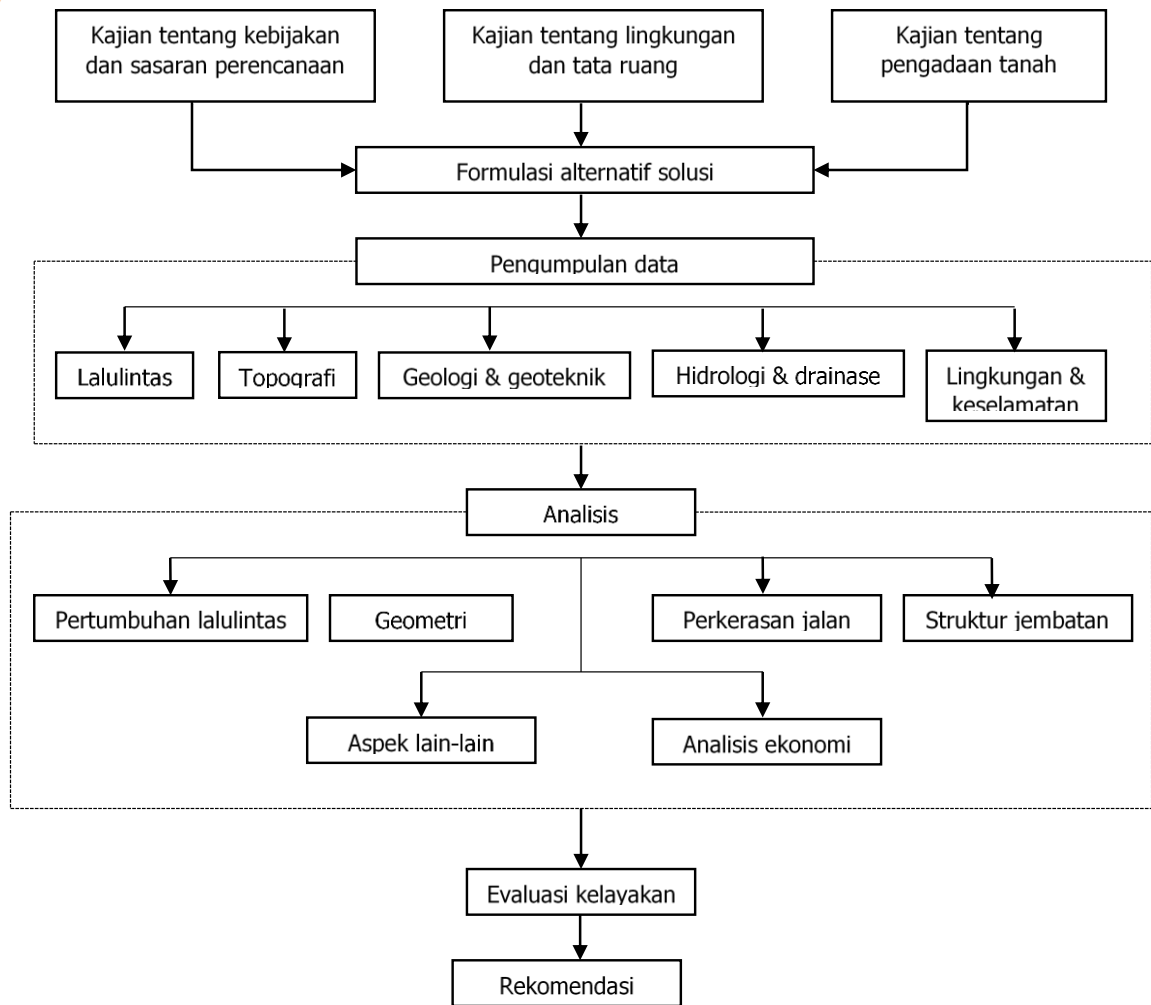 Kajian tentang kebijakan
dan sasaran perencanaan
Kajian tentang lingkungan
dan tata ruang
Kajian tentang
pengadaan tanah
Formulasi alternatif solusi
Pengumpulan data
Lalulintas
Topografi
Geologi & geoteknik
Hidrologi & drainase
Lingkungan &
keselamatan
Analisis
Pertumbuhan lalulintas
Geometri
Perkerasan jalan
Struktur jembatan
Aspek lain-lain
Analisis ekonomi
Evaluasi kelayakan
Rekomendasi